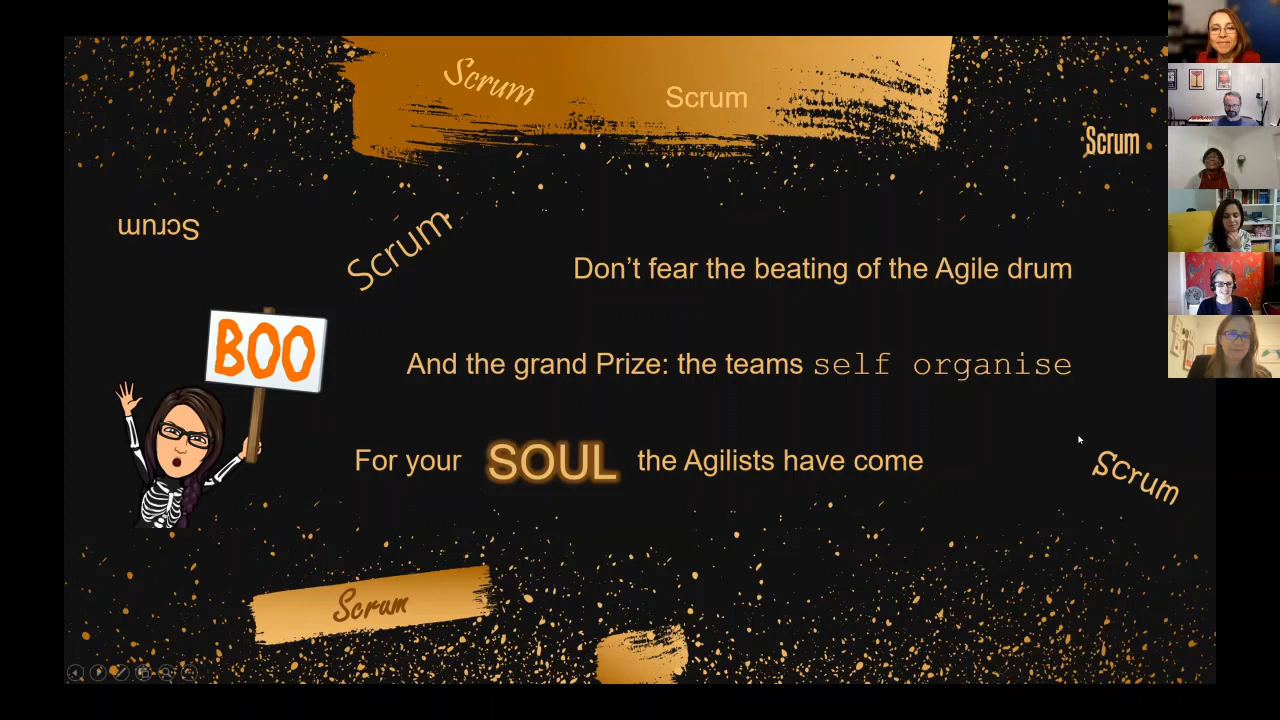 Scrum
Scrum
Scrum
Scrum
Scrum
Don't fear the beating of the Agile drum
BOO
And the grand Prize: the teams self organise
For your SOUL the Agilists have come
Scrum
Scrum